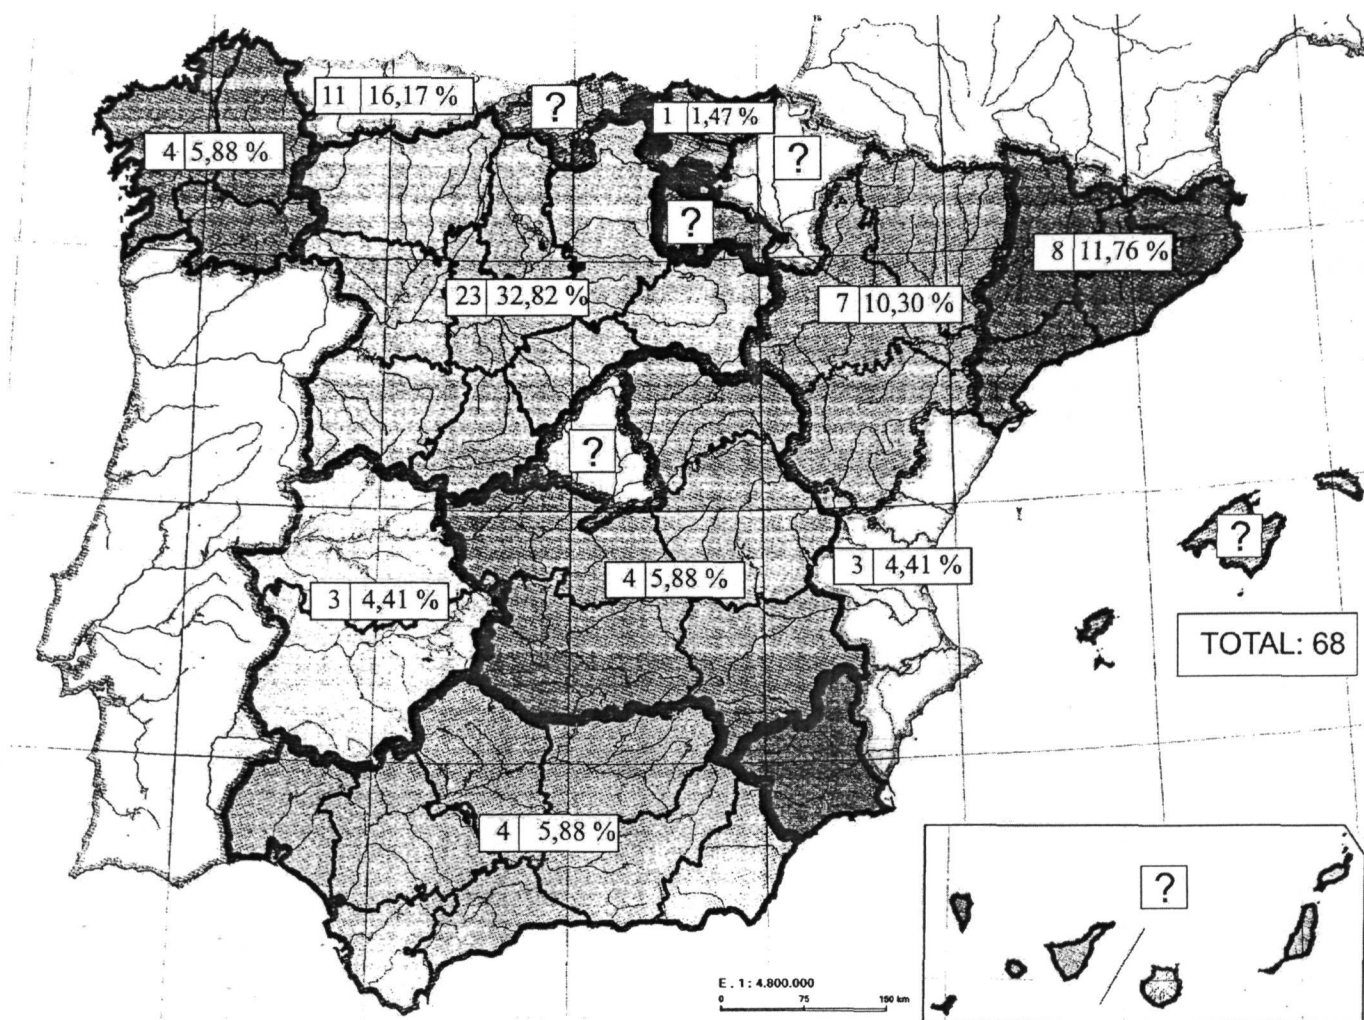 11 16,17 %
?
1 1,47 %
4 5,88 %
?
?
8 11,76 %
23 32,82 %
7 10,30 %
?
?
3 4,41 %
4 5,88 %
3 4,41 %
TOTAL: 68
4 5,88 %
?
E. 1: 4.800.000
0 75 150 km